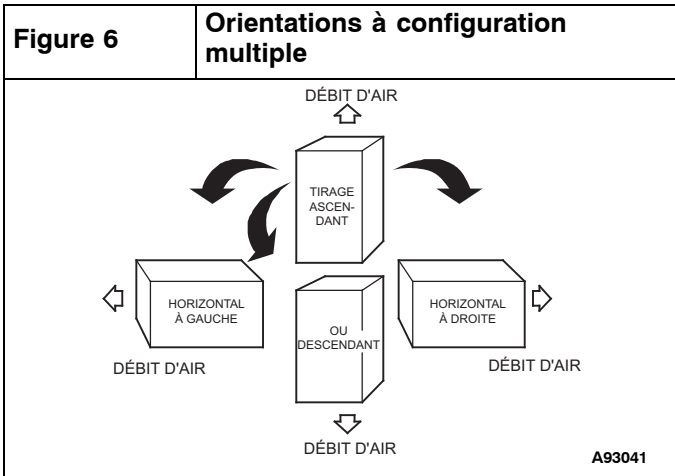 Figure 6
Orientations à configuration
multiple
DÉBIT D'AIR
TIRAGE
ASCEN-
DANT
HORIZONTAL
À GAUCHE
HORIZONTAL
À DROITE
OU
DESCENDANT
DÉBIT D'AIR
DÉBIT D'AIR
DÉBIT D'AIR
A93041